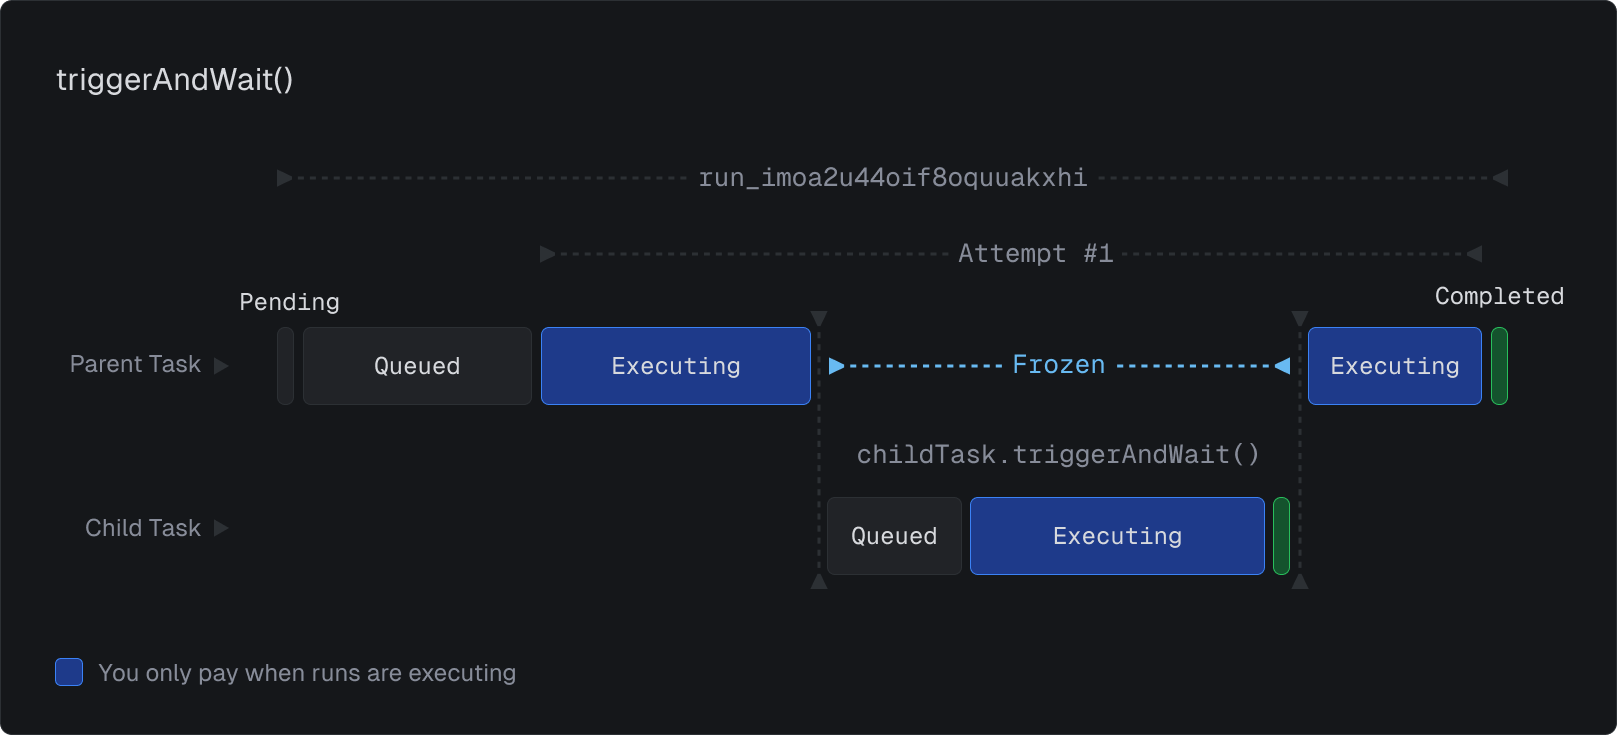 triggerAndWait()
run_imoa2u44oif8oquuakxhi
Attempt #1
Pending
Completed
Parent Task
Queued
Executing
Frozen
Executing
childTask.triggerAndWait()
Child Task
Queued
Executing
You only pay when runs are executing